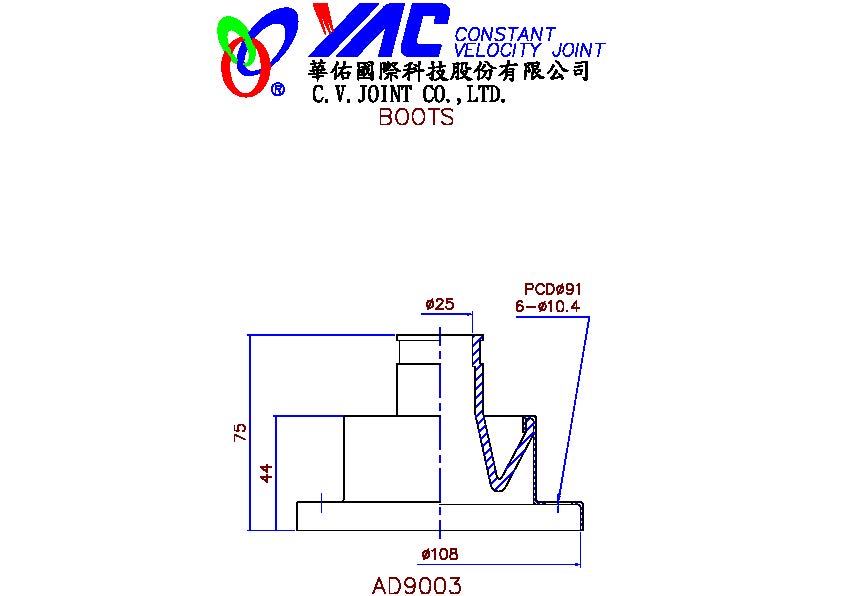 YAC CONSTANT
VELOCITY JOINT
®
華佑國際科技股份有限公司
C.V.JOINT CO.,LTD.
BOOTS
PCDø91
6-ø10.4
ø25
75
44
ø108
AD9003